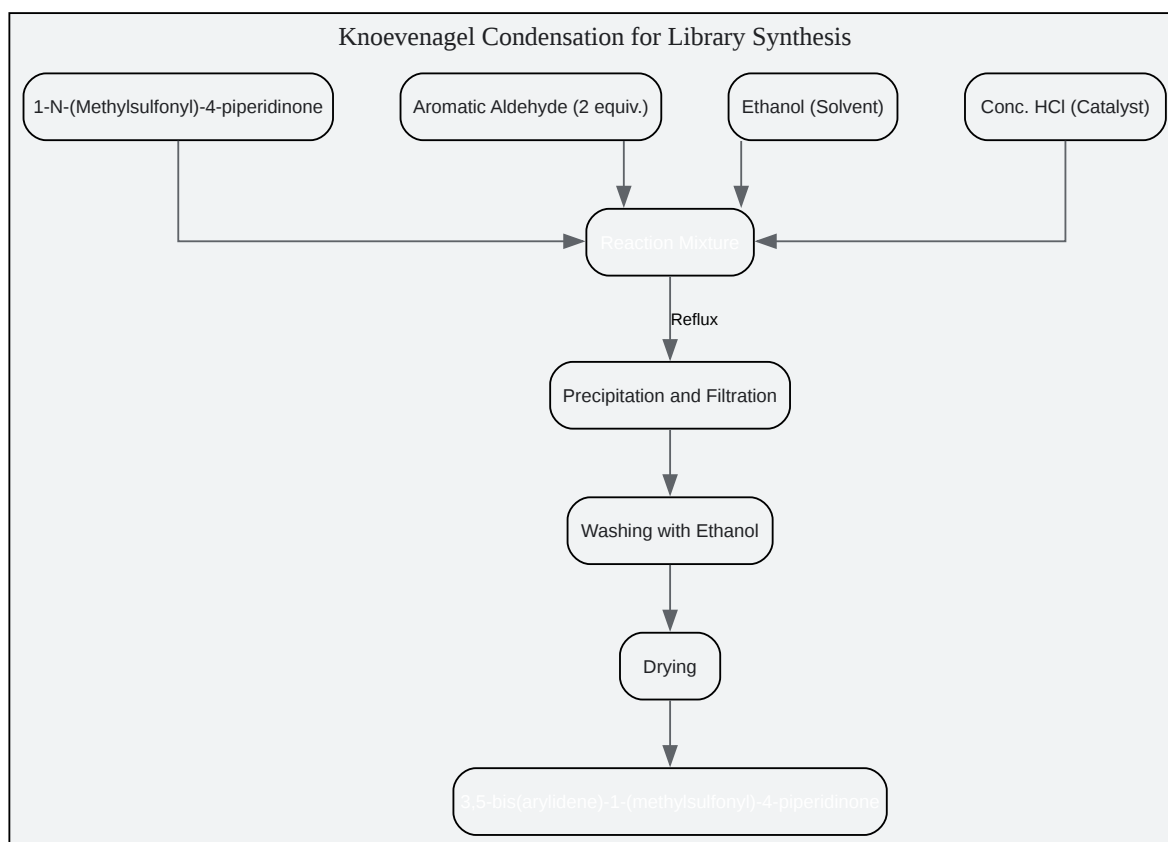 Knoevenagel Condensation for Library Synthesis
1-N-(Methylsulfonyl)-4-piperidinone
Aromatic Aldehyde (2 equiv.)
Ethanol (Solvent)
Conc. HCl (Catalyst)
Reaction Mixture
Reflux
Precipitation and Filtration
Washing with Ethanol
Drying
3,5-bis(arylidene)-1-(methylsulfonyl)-4-piperidinone